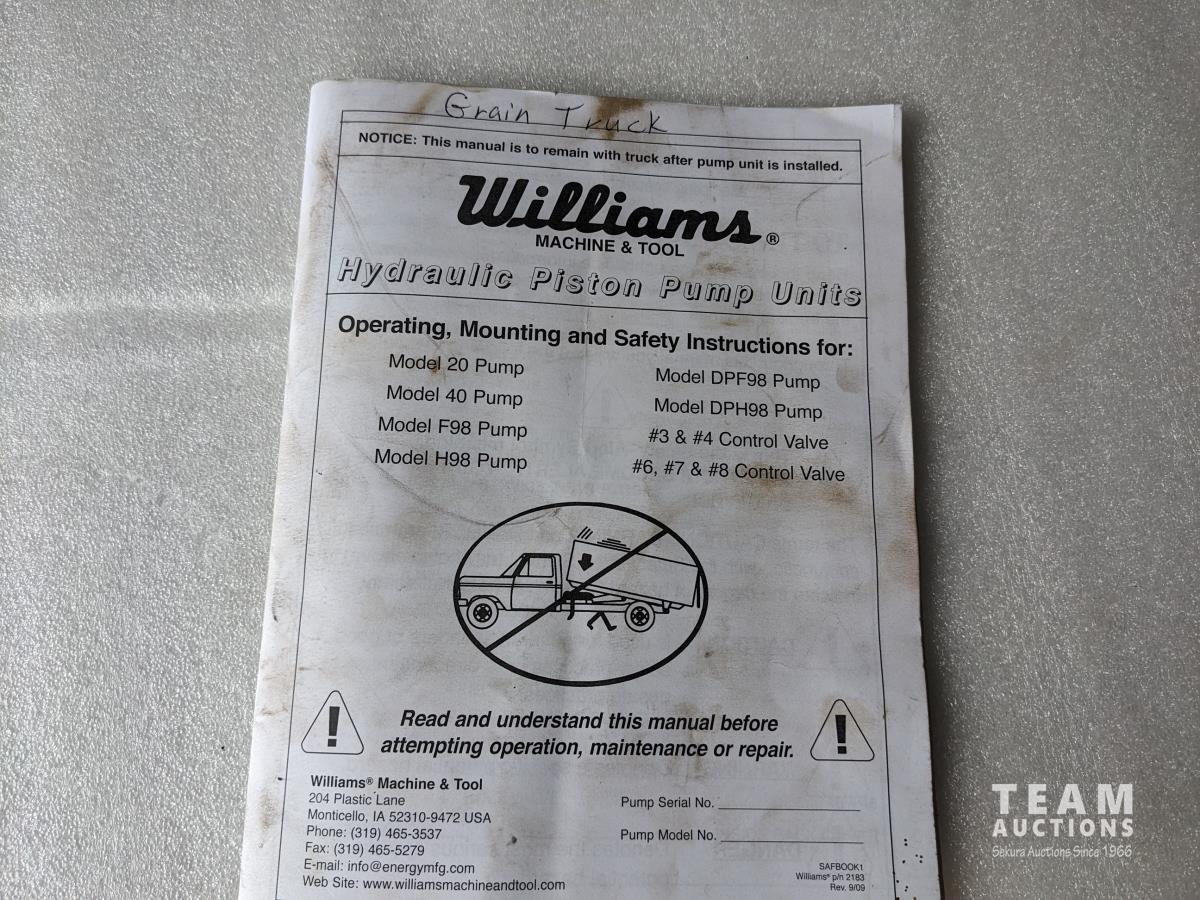 Grain Truck
NOTICE: This manual is to remain with truck after pump unit is installed.
Williams®
MACHINE & TOOL
Hydraulic Piston Pump Units
Operating, Mounting and Safety Instructions for:
Model 20 Pump
Model 40 Pump
Model F98 Pump
Model H98 Pump
Model DPF98 Pump
Model DPH98 Pump
#3 & #4 Control Valve
#6, #7 & #8 Control Valve
Read and understand this manual before
attempting operation, maintenance or repair.
Williams® Machine & Tool
204 Plastic Lane
Monticello, IA 52310-9472 USA
Phone: (319) 465-3537
Fax: (319) 465-5279
E-mail: info@energymfg.com
Web Site: www.williamsmachineandtool.com
Pump Serial No.
Pump Model No.
SAFBOOK1
Williams® p/n 2183
Rev. 9/09
TEAM
AUCTIONS
Sekura Auctions Since 1966